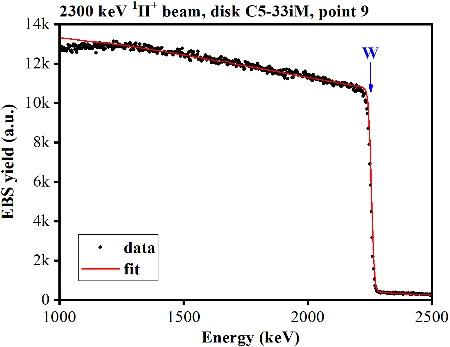 2300 keV ¹H⁺ beam, disk C5-33iM, point 9
14k
12k
10k
8k
6k
4k
2k
0
EBS yield (a.u.)
W
data
fit
1000
1500
2000
2500
Energy (keV)